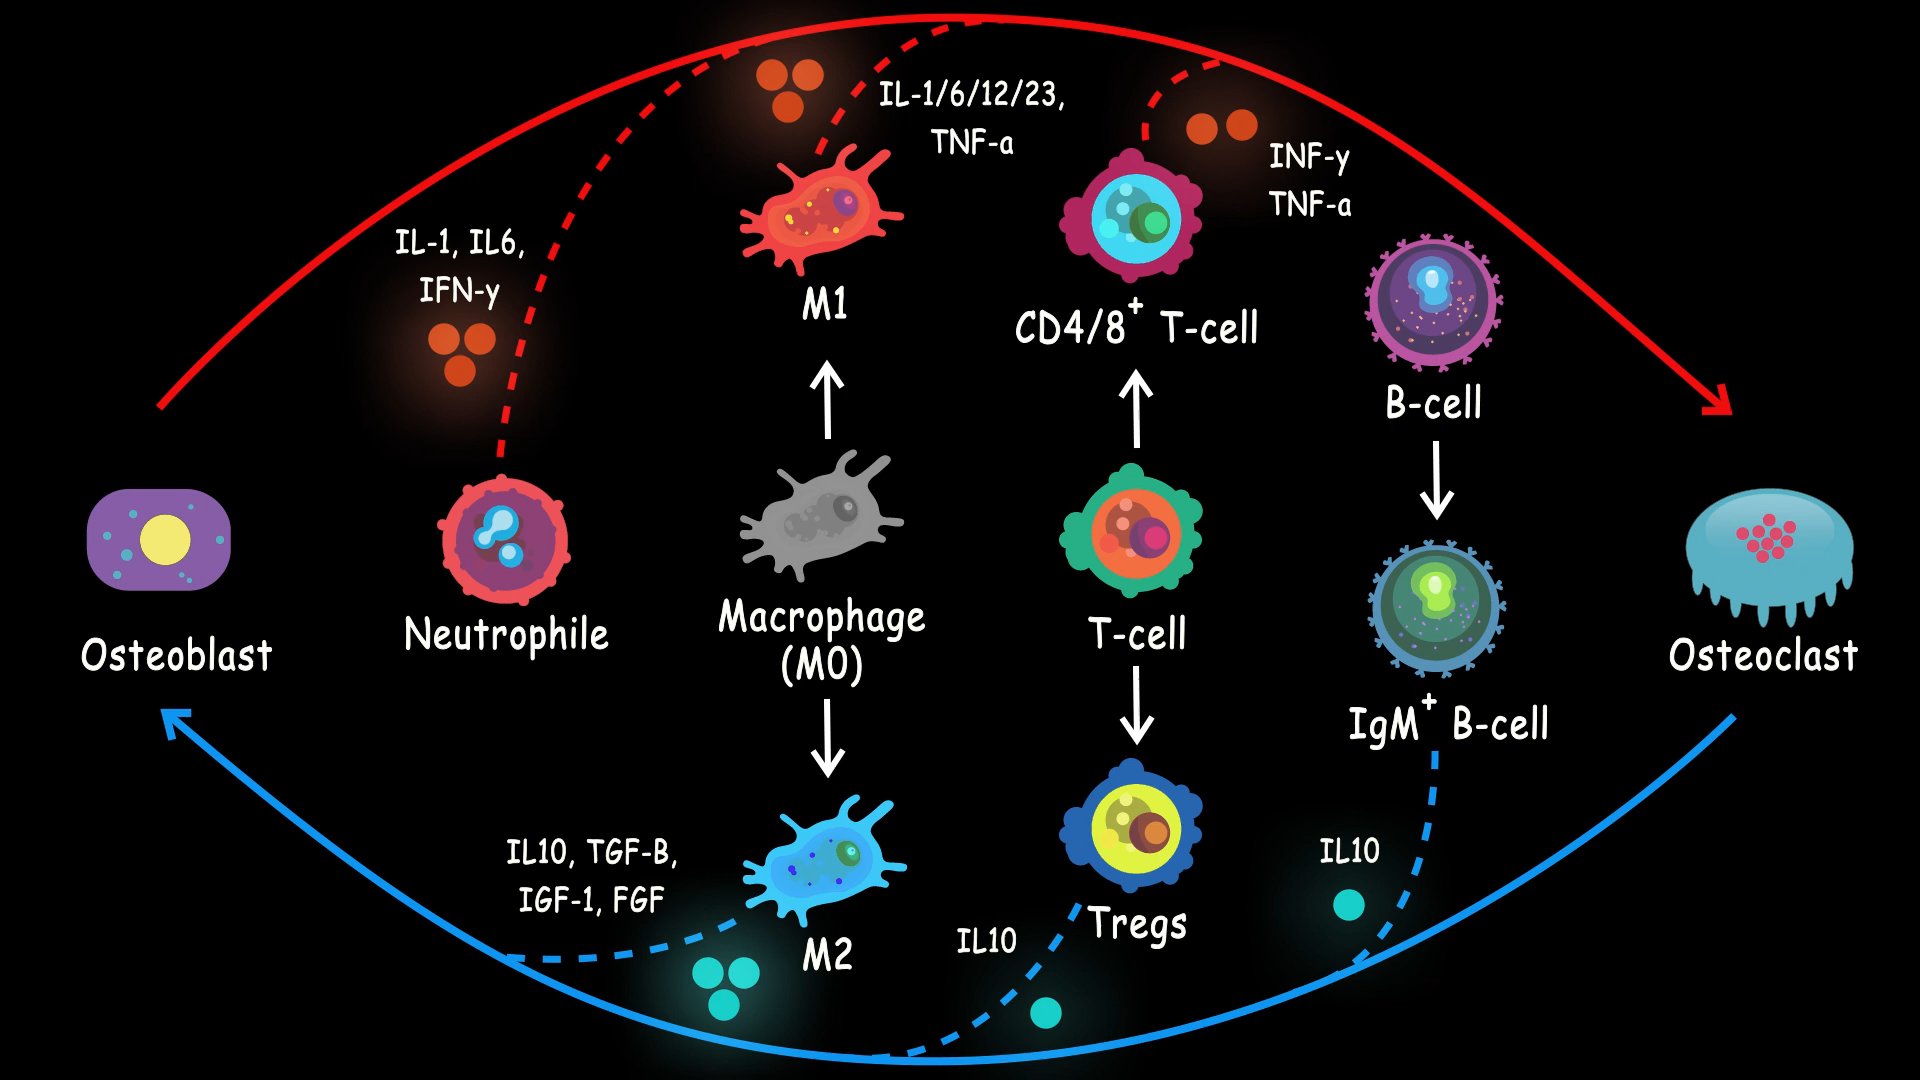 IL-1/6/12/23,
TNF-a
INF-y
TNF-a
IL-1, IL6,
IFN-y
M1
CD4/8+ T-cell
B-cell
Osteoblast
Neutrophile
Macrophage
(M0)
T-cell
Osteoclast
IgM+ B-cell
IL10, TGF-B,
IGF-1, FGF
M2
IL10
Tregs
IL10